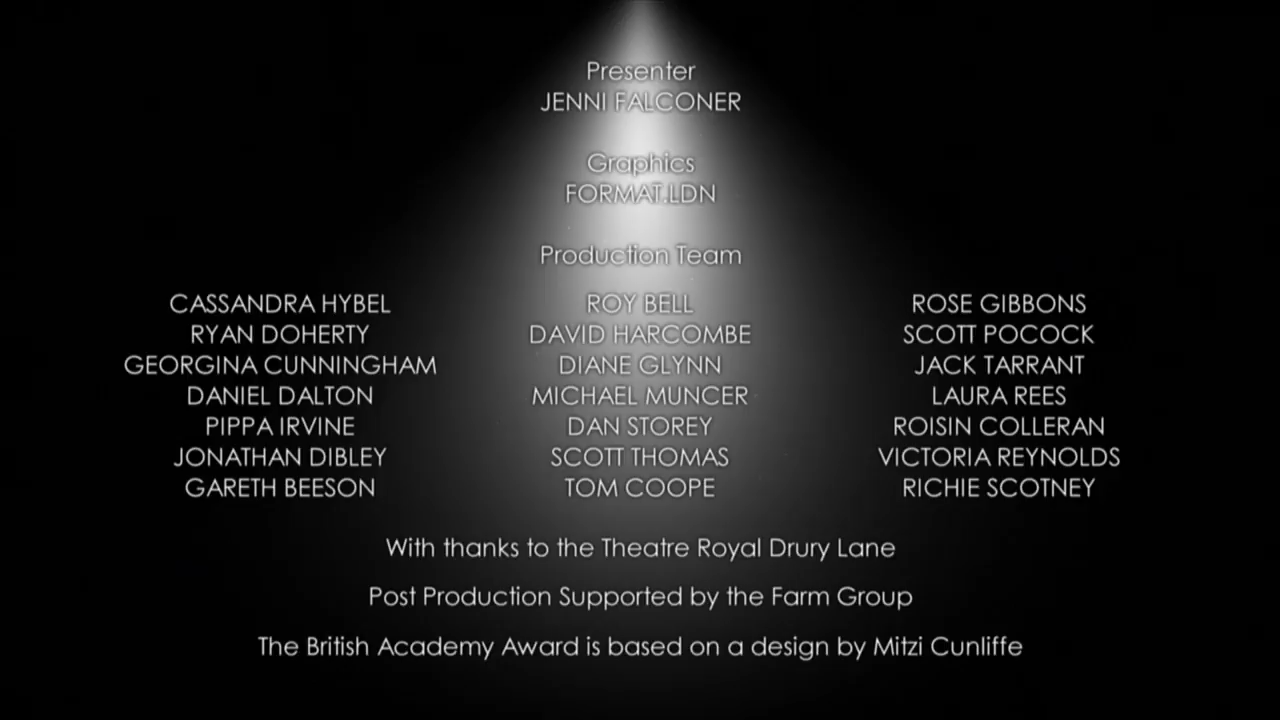 Presenter
JENNI FALCONER
Graphics
FORMAT.LDN
Production Team
CASSANDRA HYBEL ROY BELL ROSE GIBBONS
RYAN DOHERTY DAVID HARCOMBE SCOTT POCOCK
GEORGINA CUNNINGHAM DIANE GLYNN JACK TARRANT
DANIEL DALTON MICHAEL MUNCER LAURA REES
PIPPA IRVINE DAN STOREY ROISIN COLLERAN
JONATHAN DIBLEY SCOTT THOMAS VICTORIA REYNOLDS
GARETH BEESON TOM COOPE RICHIE SCOTNEY
With thanks to the Theatre Royal Drury Lane
Post Production Supported by the Farm Group
The British Academy Award is based on a design by Mitzi Cunliffe